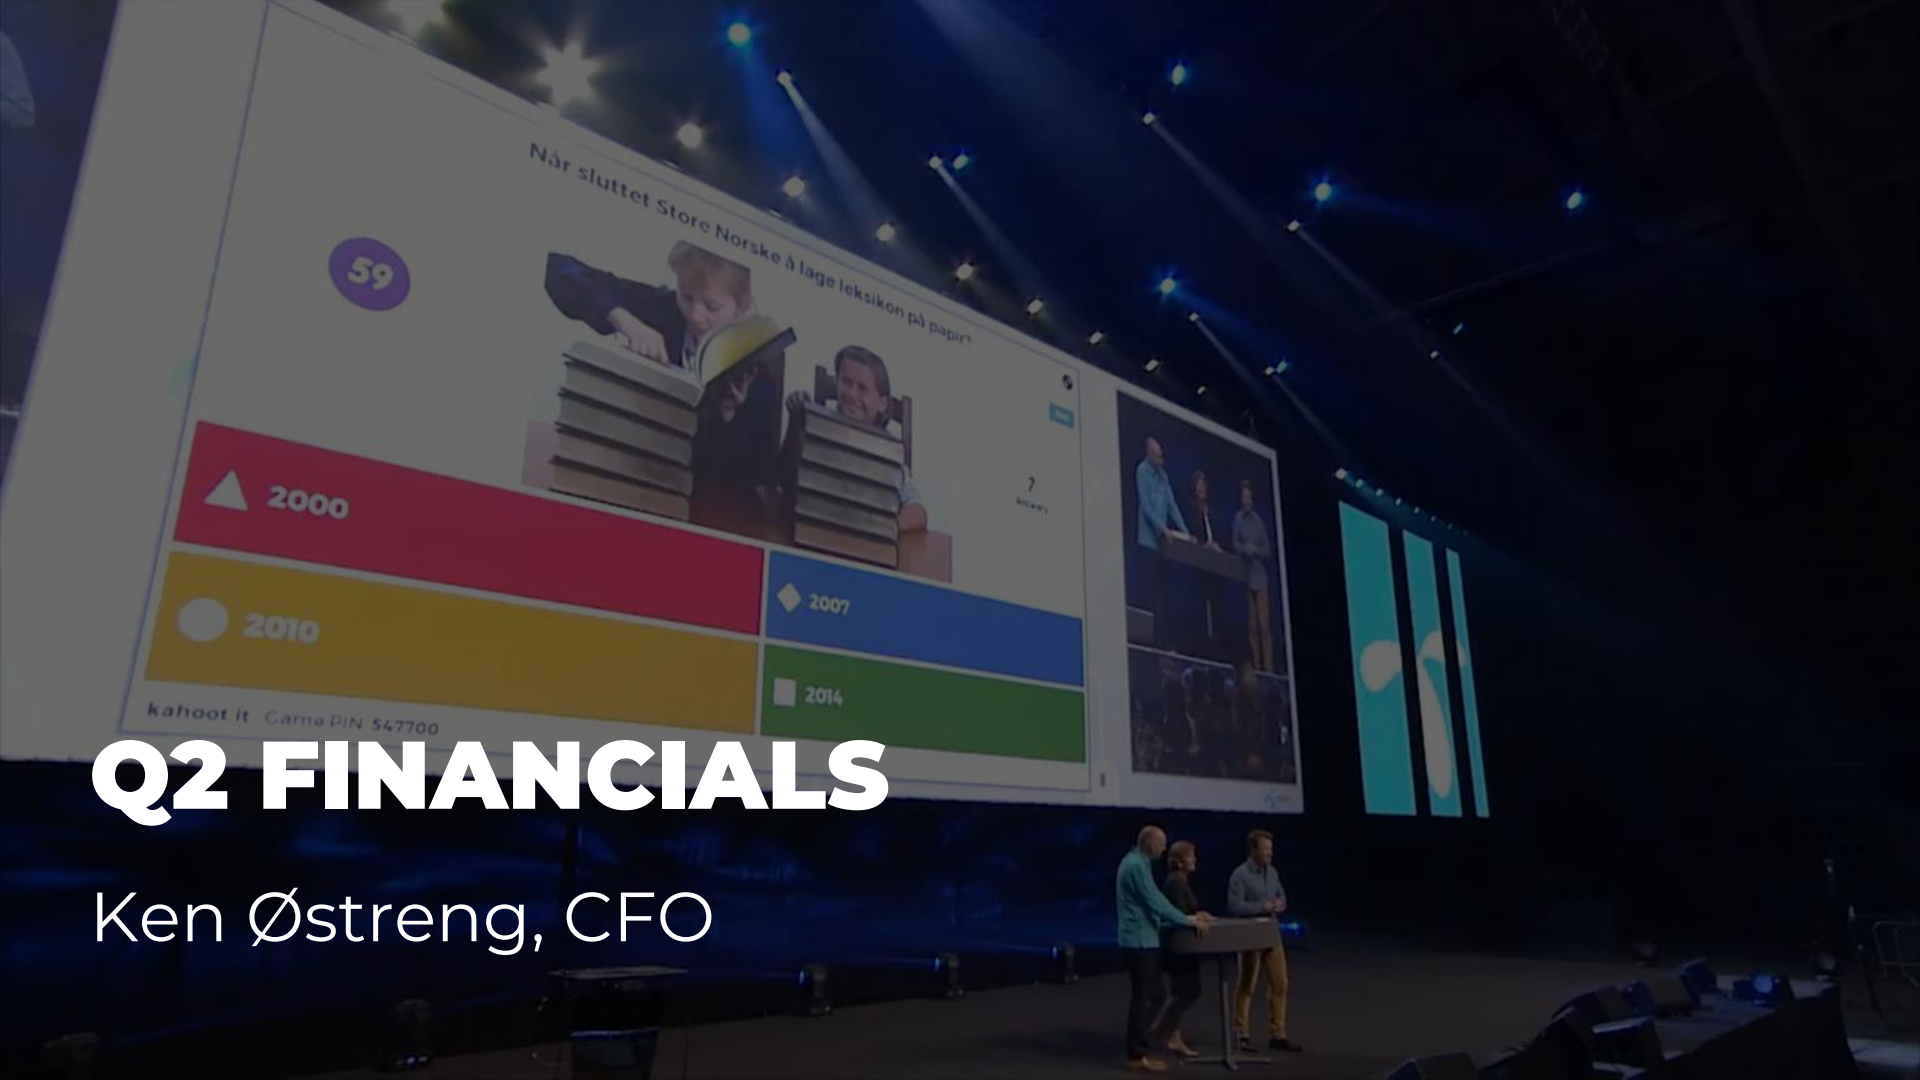 Når sluttet Store Norske å lage leksikon på papir?
59
7
Answers
2000
2007
2010
2014
kahoot.it Game PIN: 547700
Q2 FINANCIALS
Ken Østreng, CFO